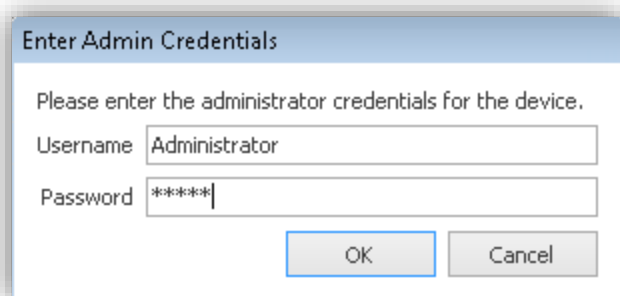 Enter Admin Credentials
Please enter the administrator credentials for the device.
Username Administrator
Password *****
OK Cancel